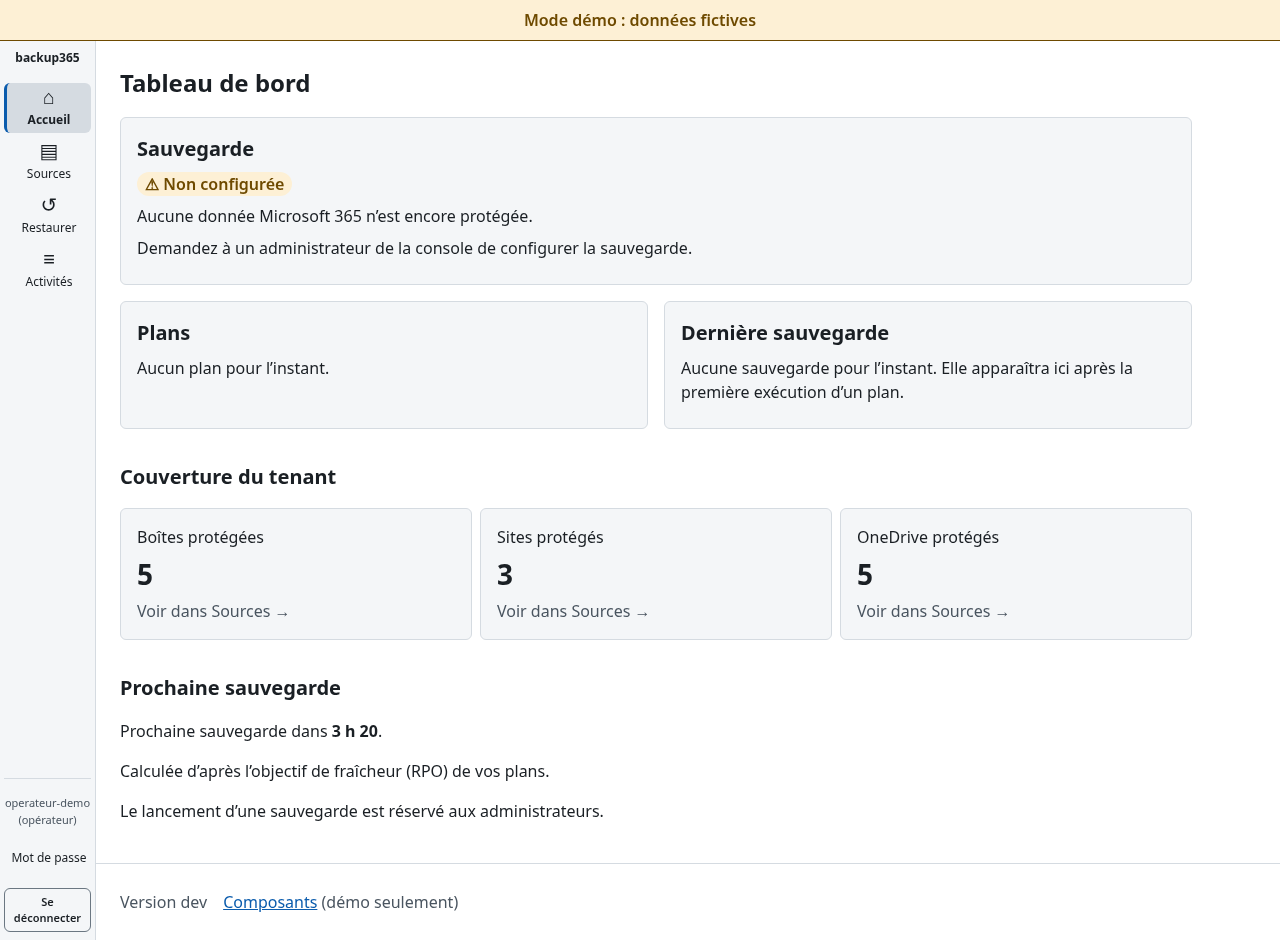 Mode démo : données fictives
backup365
Accueil
Sources
Restaurer
Activités
operateur-demo
(opérateur)
Mot de passe
Se
déconnecter
Tableau de bord
Sauvegarde
⚠ Non configurée
Aucune donnée Microsoft 365 n’est encore protégée.
Demandez à un administrateur de la console de configurer la sauvegarde.
Plans
Aucun plan pour l’instant.
Dernière sauvegarde
Aucune sauvegarde pour l’instant. Elle apparaîtra ici après la
première exécution d’un plan.
Couverture du tenant
Boîtes protégées
5
Voir dans Sources →
Sites protégés
3
Voir dans Sources →
OneDrive protégés
5
Voir dans Sources →
Prochaine sauvegarde
Prochaine sauvegarde dans 3 h 20.
Calculée d’après l’objectif de fraîcheur (RPO) de vos plans.
Le lancement d’une sauvegarde est réservé aux administrateurs.
Version dev Composants (démo seulement)